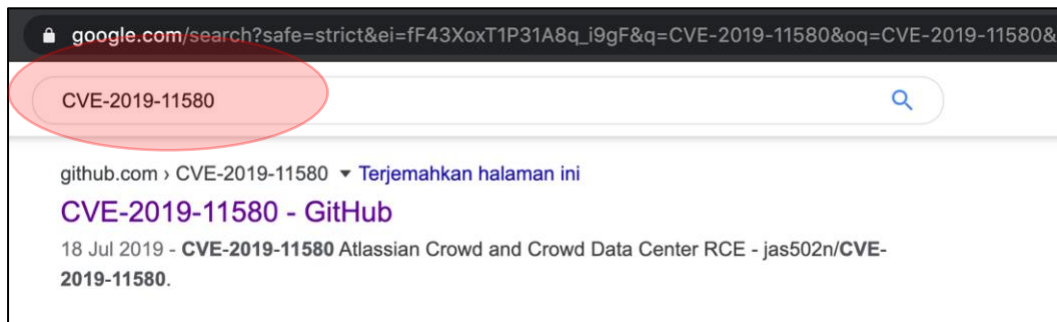 google.com/search?safe=strict&ei=fF43XoxT1P31A8q_i9gF&q=CVE-2019-11580&oq=CVE-2019-11580&
CVE-2019-11580
github.com › CVE-2019-11580 ▾ Terjemahkan halaman ini
CVE-2019-11580 - GitHub
18 Jul 2019 - CVE-2019-11580 Atlassian Crowd and Crowd Data Center RCE - jas502n/CVE-
2019-11580.